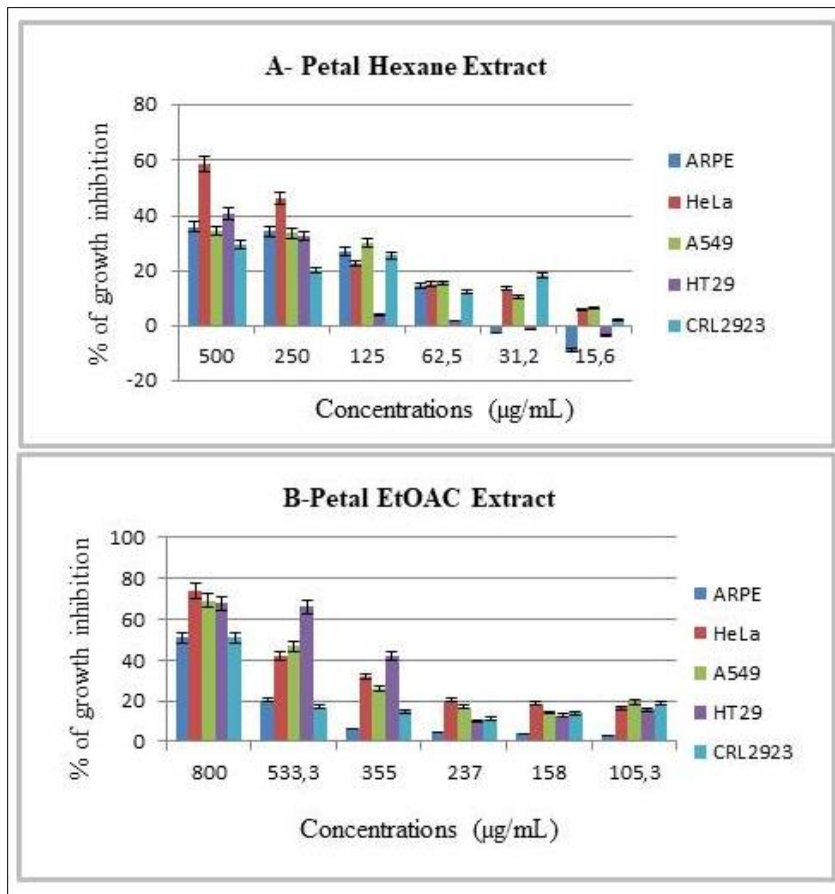 A- Petal Hexane Extract
% of growth inhibition
80
60
40
20
0
-20
500 250 125 62,5 31,2 15,6
Concentrations (µg/mL)
ARPE
HeLa
A549
HT29
CRL2923
B-Petal EtOAC Extract
% of growth inhibition
100
80
60
40
20
0
800 533,3 355 237 158 105,3
Concentrations (µg/mL)
ARPE
HeLa
A549
HT29
CRL2923